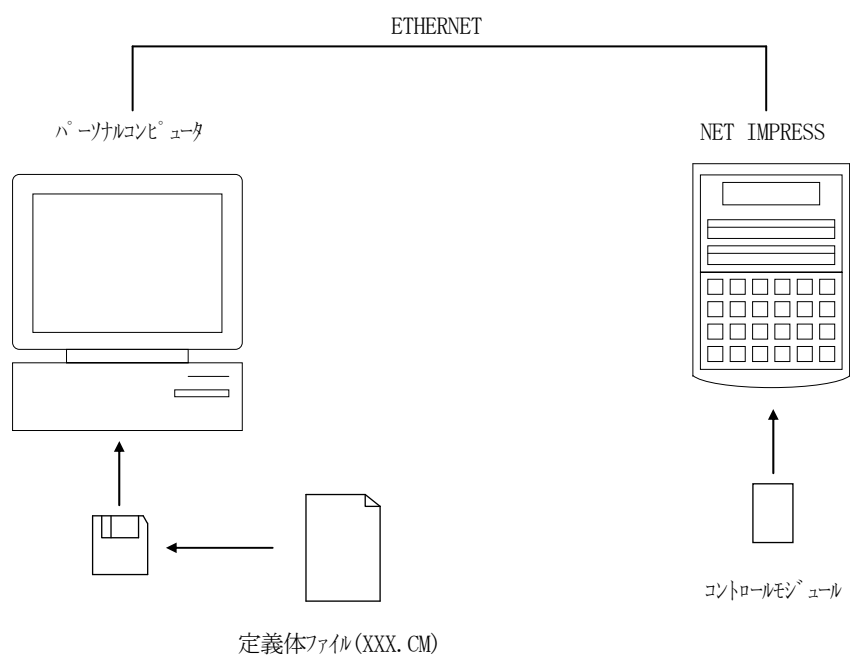 ETHERNET
ﾊﾟｰｿﾅﾙｺﾝﾋﾟｭｰﾀ
NET IMPRESS
ｺﾝﾄﾛｰﾙﾓｼﾞｭｰﾙ
定義体ﾌｧｲﾙ(XXX.CM)